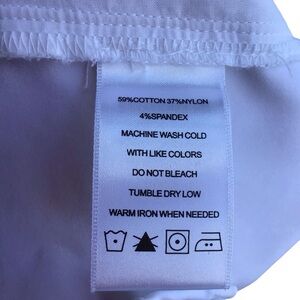 59%COTTON 37%NYLON
4%SPANDEX
MACHINE WASH COLD
WITH LIKE COLORS
DO NOT BLEACH
TUMBLE DRY LOW
WARM IRON WHEN NEEDED